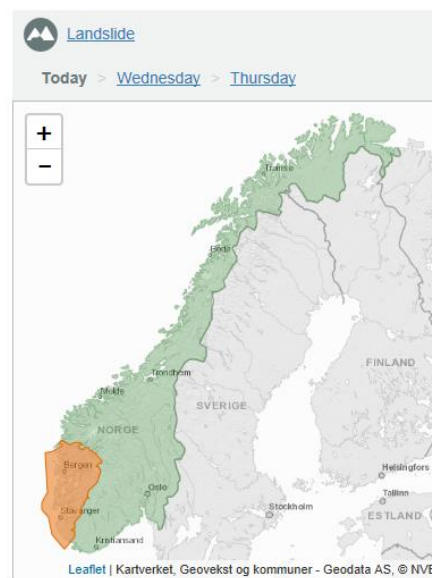 Landslide
Today > Wednesday > Thursday
+
−
Tromsø
Bodø
FINLAND
Trondheim
Molde
SVERIGE
NORGE
Bergen
Helsingfors
Oslo
Tallinn
Stavanger
Stockholm
ESTLAND
Kristiansand
Leaflet | Kartverket, Geovekst og kommuner - Geodata AS, © NVE